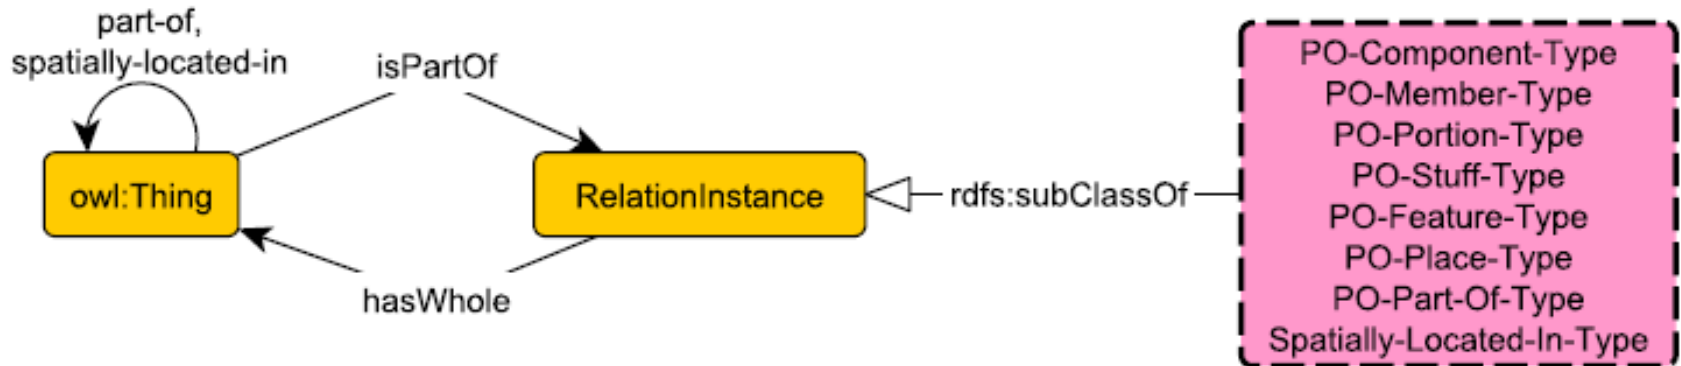 part-of,
spatially-located-in
isPartOf
owl:Thing
RelationInstance
rdfs:subClassOf
hasWhole
PO-Component-Type
PO-Member-Type
PO-Portion-Type
PO-Stuff-Type
PO-Feature-Type
PO-Place-Type
PO-Part-Of-Type
Spatially-Located-In-Type